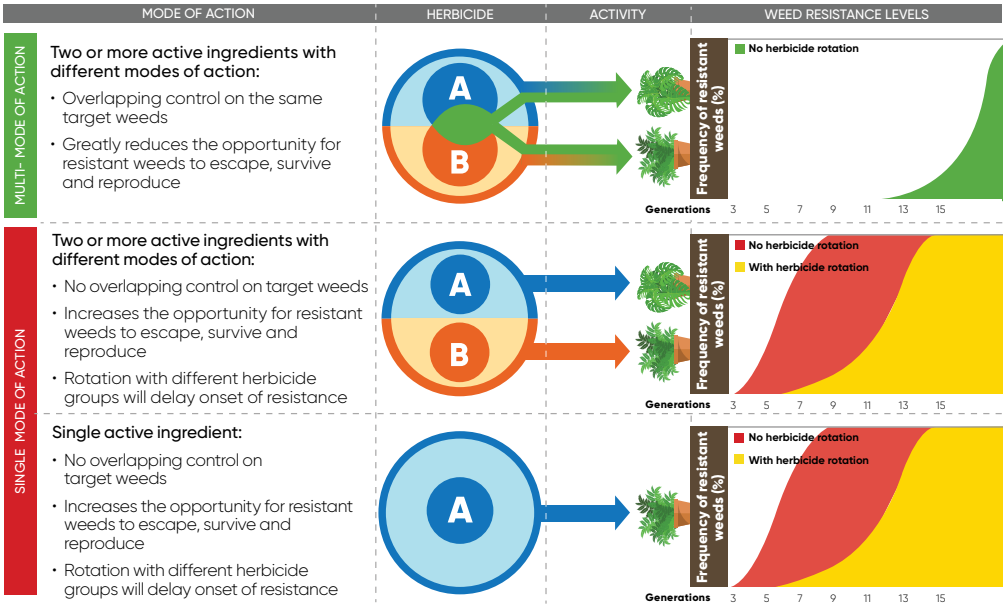 MODE OF ACTION
HERBICIDE
ACTIVITY
WEED RESISTANCE LEVELS
MULTI- MODE OF ACTION
Two or more active ingredients with
different modes of action:
• Overlapping control on the same
target weeds
• Greatly reduces the opportunity for
resistant weeds to escape, survive
and reproduce
A
B
Frequency of resistant
weeds (%)
No herbicide rotation
Generations 3 5 7 9 11 13 15
SINGLE MODE OF ACTION
Two or more active ingredients with
different modes of action:
• No overlapping control on target weeds
• Increases the opportunity for resistant
weeds to escape, survive and
reproduce
• Rotation with different herbicide
groups will delay onset of resistance
A
B
Frequency of resistant
weeds (%)
No herbicide rotation
With herbicide rotation
Generations 3 5 7 9 11 13 15
Single active ingredient:
• No overlapping control on
target weeds
• Increases the opportunity for resistant
weeds to escape, survive and
reproduce
• Rotation with different herbicide
groups will delay onset of resistance
A
Frequency of resistant
weeds (%)
No herbicide rotation
With herbicide rotation
Generations 3 5 7 9 11 13 15